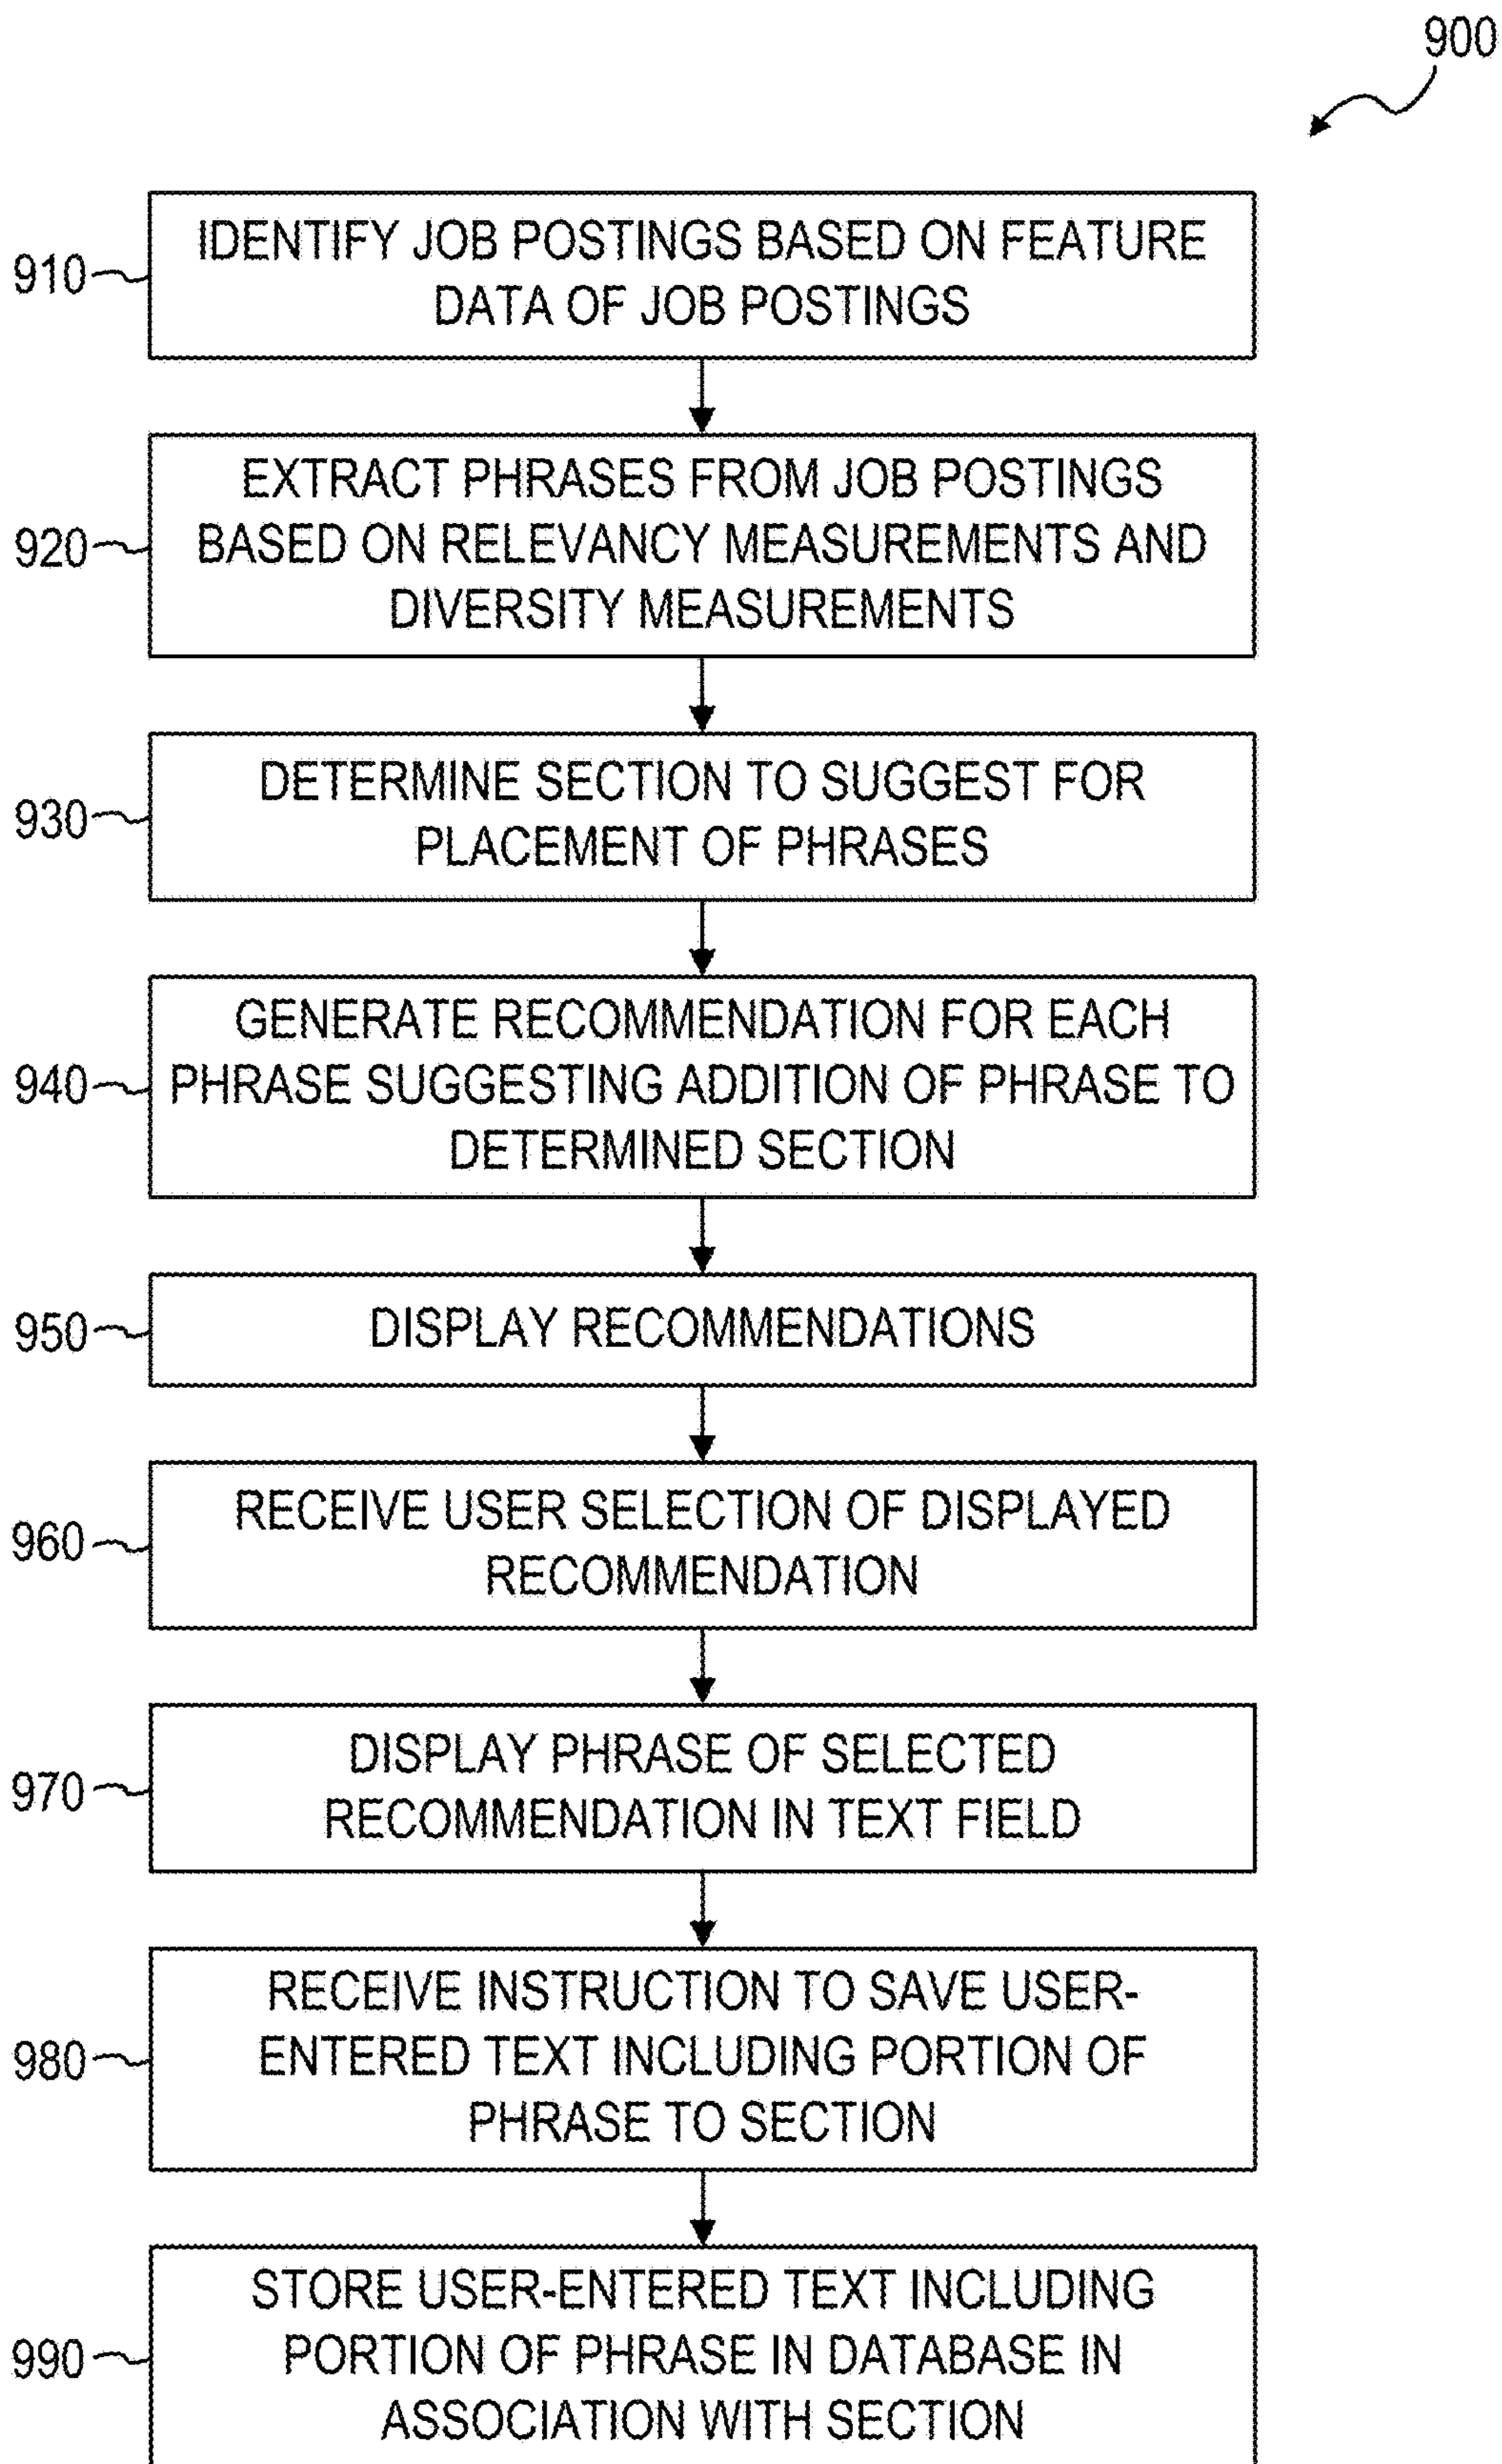 900
910
IDENTIFY JOB POSTINGS BASED ON FEATURE
DATA OF JOB POSTINGS
920
EXTRACT PHRASES FROM JOB POSTINGS
BASED ON RELEVANCY MEASUREMENTS AND
DIVERSITY MEASUREMENTS
930
DETERMINE SECTION TO SUGGEST FOR
PLACEMENT OF PHRASES
940
GENERATE RECOMMENDATION FOR EACH
PHRASE SUGGESTING ADDITION OF PHRASE TO
DETERMINED SECTION
950
DISPLAY RECOMMENDATIONS
960
RECEIVE USER SELECTION OF DISPLAYED
RECOMMENDATION
970
DISPLAY PHRASE OF SELECTED
RECOMMENDATION IN TEXT FIELD
980
RECEIVE INSTRUCTION TO SAVE USER-
ENTERED TEXT INCLUDING PORTION OF
PHRASE TO SECTION
990
STORE USER-ENTERED TEXT INCLUDING
PORTION OF PHRASE IN DATABASE IN
ASSOCIATION WITH SECTION